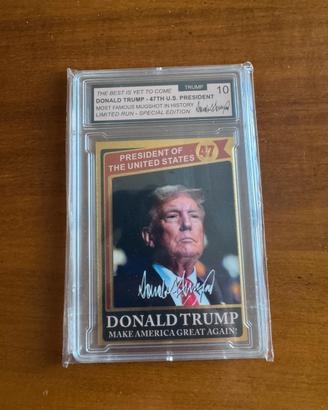 THE BEST IS YET TO COME
TRUMP
DONALD TRUMP - 47TH U.S. PRESIDENT
10
MOST FAMOUS MUGSHOT IN HISTORY
LIMITED RUN - SPECIAL EDITION
PRESIDENT OF
THE UNITED STATES
47
DONALD TRUMP
MAKE AMERICA GREAT AGAIN!